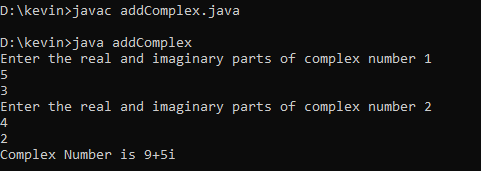 D:\kevin>javac addComplex.java
D:\kevin>java addComplex
Enter the real and imaginary parts of complex number 1
5
3
Enter the real and imaginary parts of complex number 2
4
2
Complex Number is 9+5i